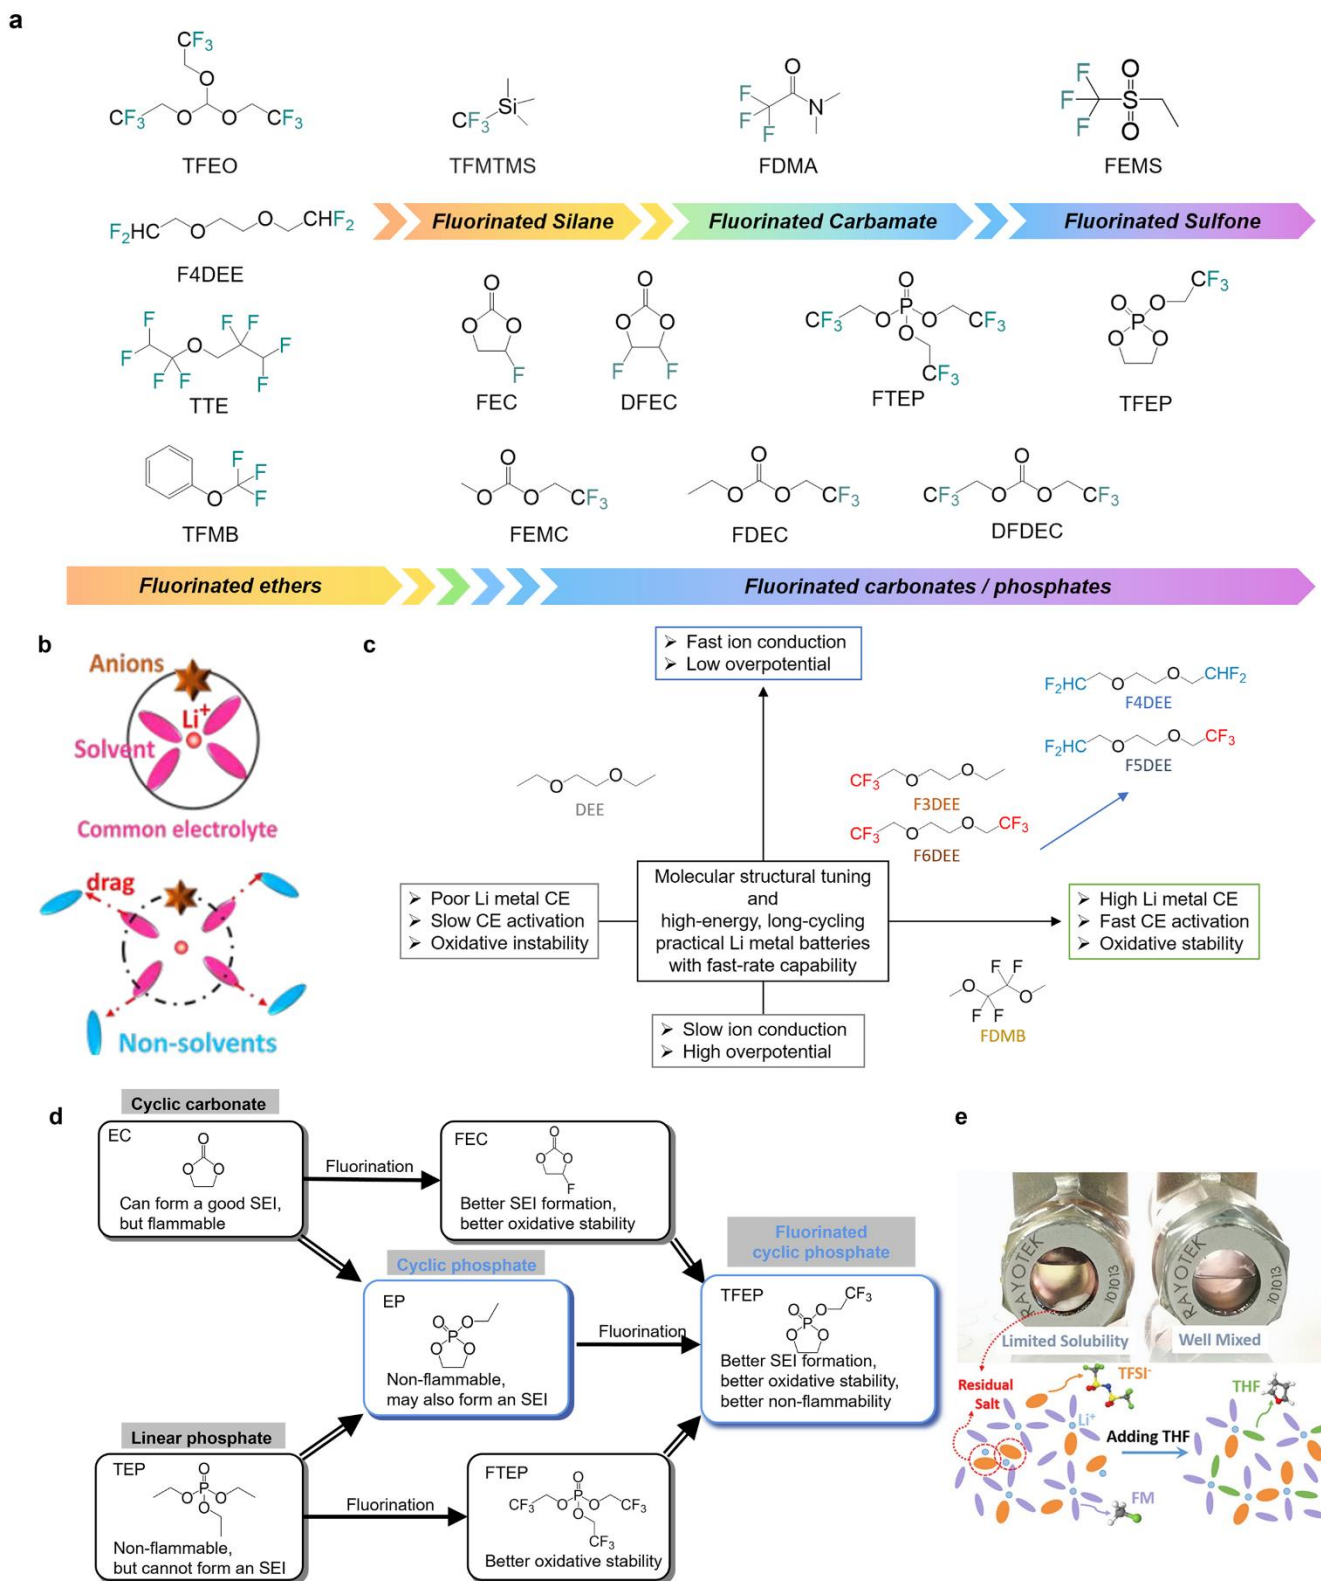 a
CF3
O
CF3
O
O
CF3
TFEO
Si
CF3
TFMTMS
O
F
F
F
N
FDMA
F
O
F
S
F
O
FEMS
F2HC
O
O
CHF2
F4DEE
Fluorinated Silane
Fluorinated Carbamate
Fluorinated Sulfone
F
F
O
F
F
F
F
F
F
TTE
O
O
O
F
FEC
O
O
O
F
F
DFEC
O
P
CF3
O
O
CF3
O
CF3
FTEP
CF3
O
O
P
O
O
TFEP
F
F
O
F
TFMB
O
O
O
CF3
FEMC
O
O
O
CF3
FDEC
O
CF3
O
O
CF3
DFDEC
Fluorinated ethers
Fluorinated carbonates / phosphates
b
Anions
Li+
Solvent
Common electrolyte
drag
Non-solvents
c
➢ Fast ion conduction
➢ Low overpotential
F2HC
O
O
CHF2
F4DEE
F2HC
O
O
CF3
F5DEE
O
O
DEE
CF3
O
O
F3DEE
CF3
O
O
CF3
F6DEE
➢ Poor Li metal CE
➢ Slow CE activation
➢ Oxidative instability
Molecular structural tuning
and
high-energy, long-cycling
practical Li metal batteries
with fast-rate capability
➢ High Li metal CE
➢ Fast CE activation
➢ Oxidative stability
F
F
O
O
F
F
FDMB
➢ Slow ion conduction
➢ High overpotential
d
Cyclic carbonate
EC
O
O
O
Can form a good SEI,
but flammable
Fluorination
FEC
O
O
O
F
Better SEI formation,
better oxidative stability
Cyclic phosphate
EP
O
O
P
O
O
Non-flammable,
may also form an SEI
Fluorination
Fluorinated
cyclic phosphate
TFEP
CF3
O
O
P
O
O
Better SEI formation,
better oxidative stability,
better non-flammability
Linear phosphate
TEP
O
P
O
O
O
Non-flammable,
but cannot form an SEI
Fluorination
FTEP
O
CF3
P
CF3
O
O
O
CF3
Better oxidative stability
e
RAYOTEK
101013
RAYOTEK
101013
Limited Solubility
Well Mixed
Residual
Salt
TFSI-
Li+
Adding THF
THF
FM